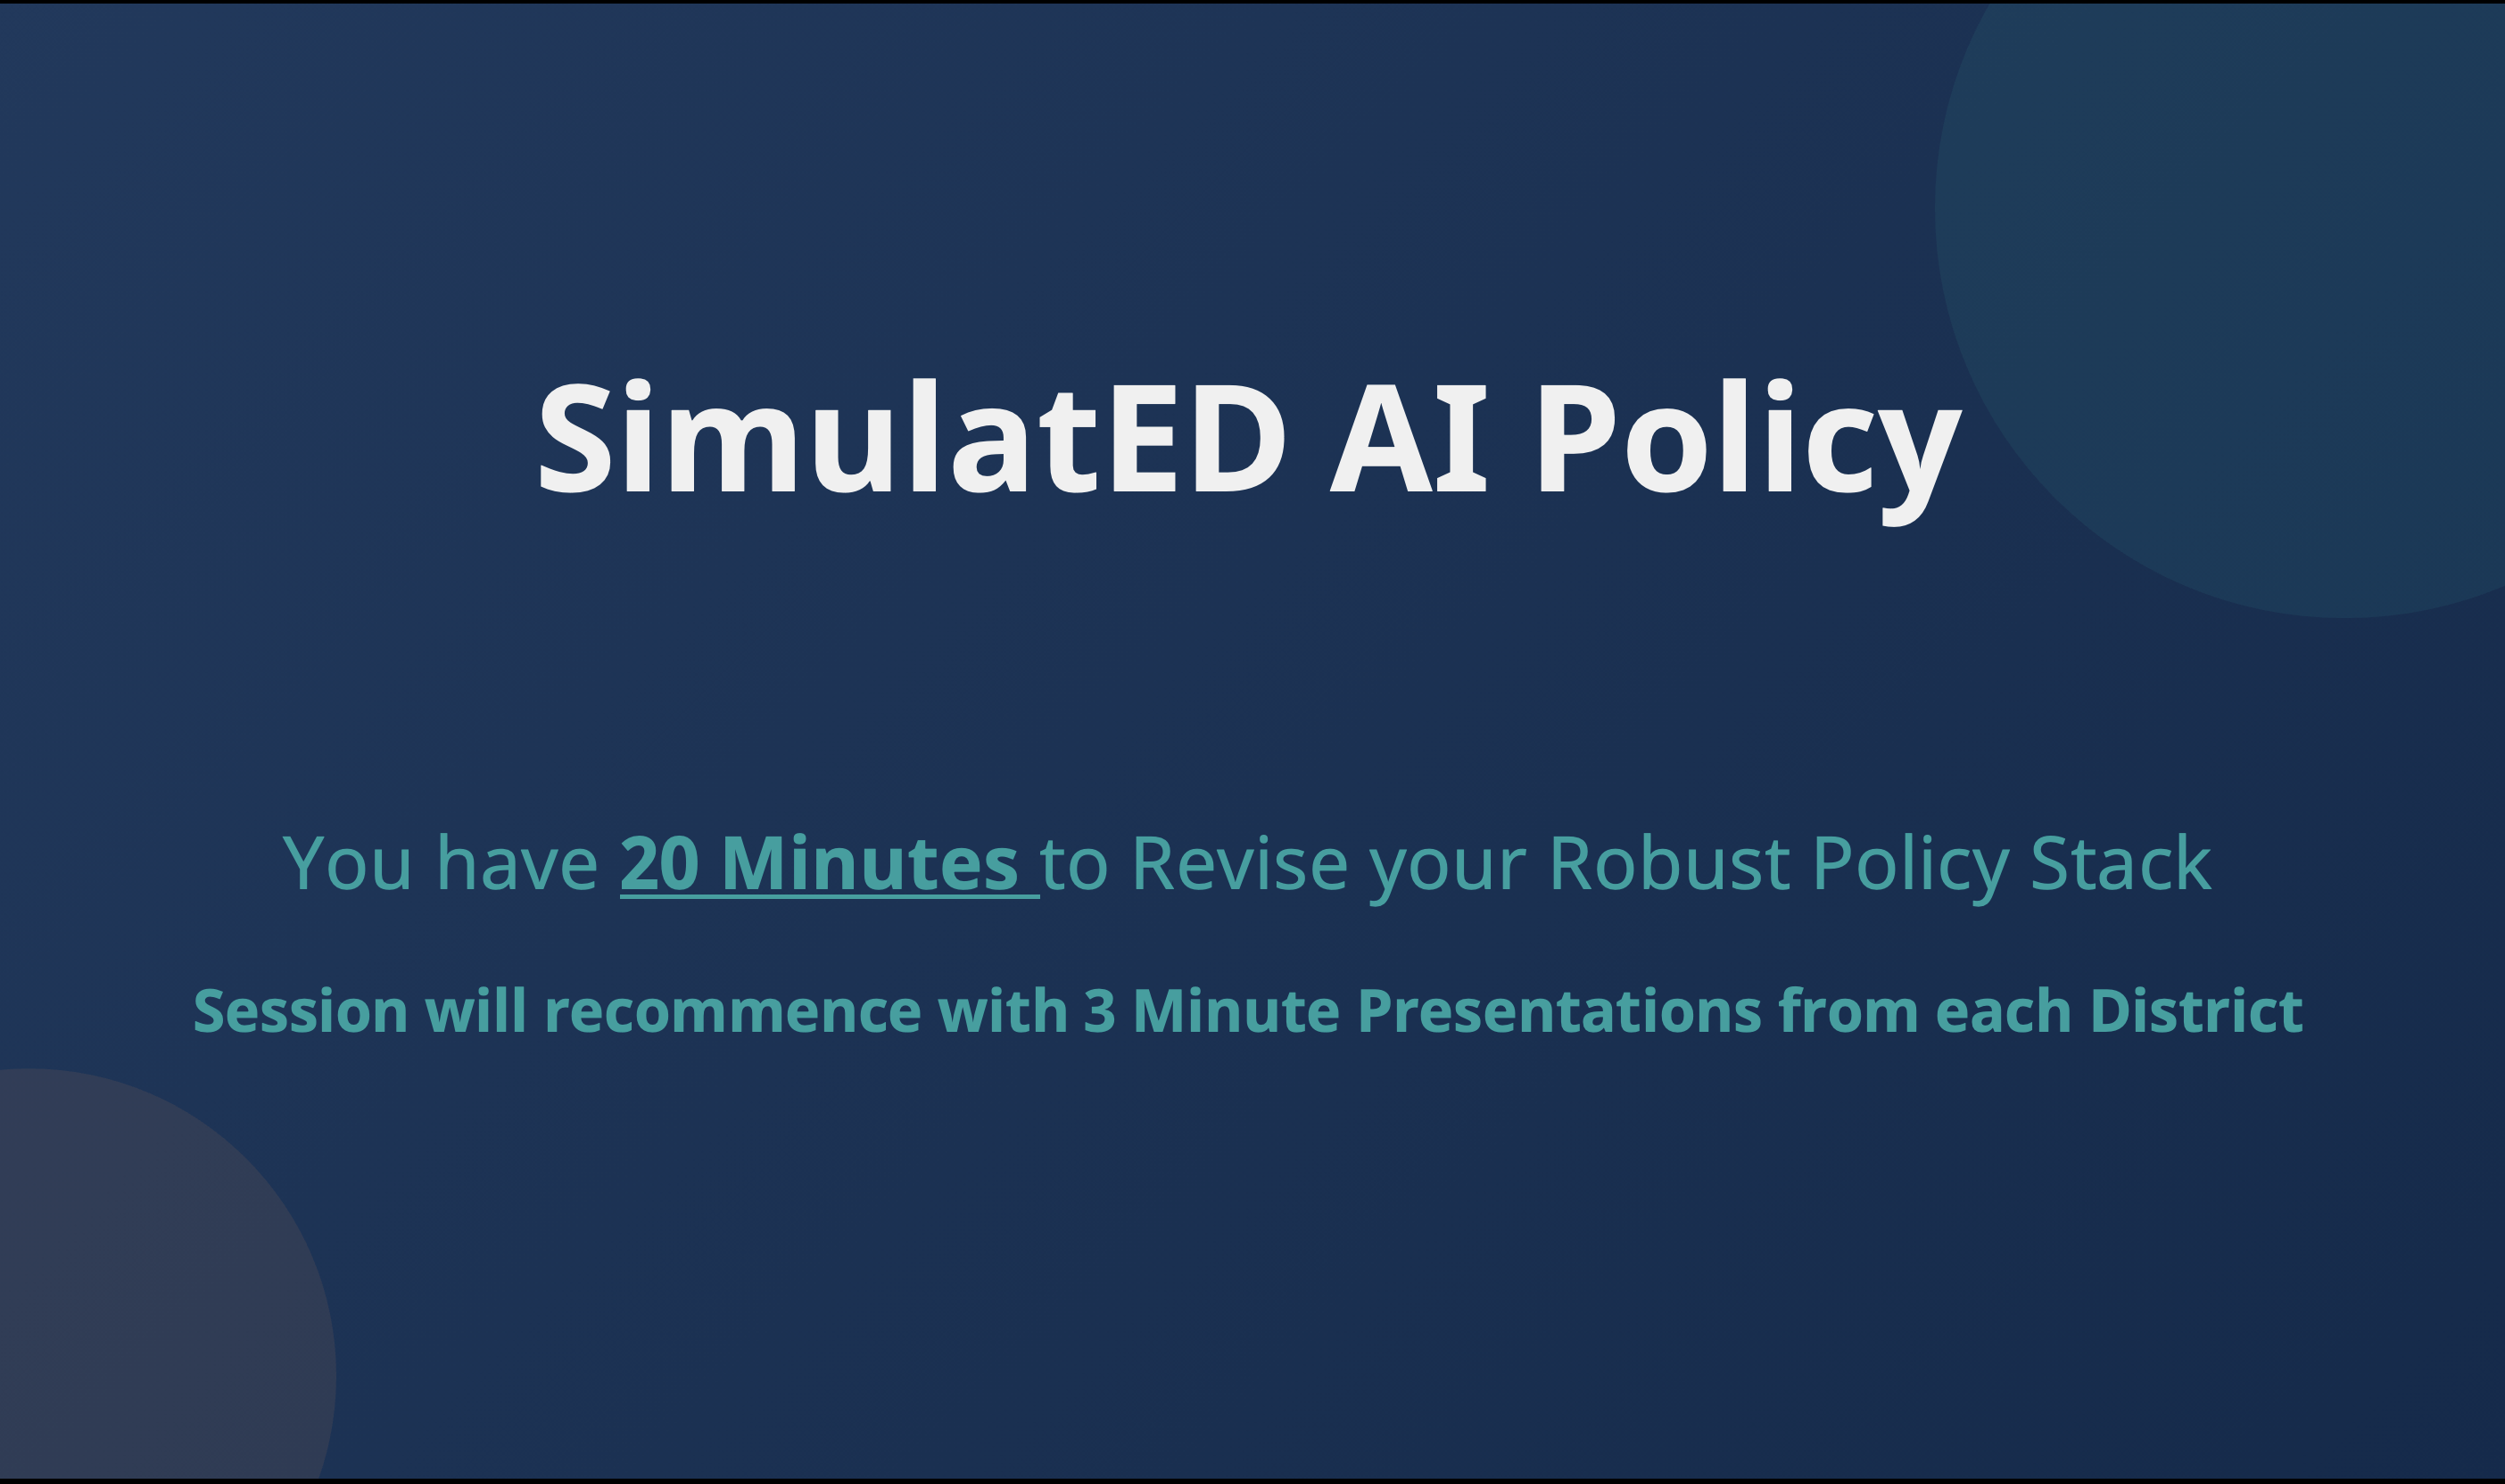 SimulatED AI Policy
You have 20 Minutes to Revise your Robust Policy Stack
Session will recommence with 3 Minute Presentations from each District